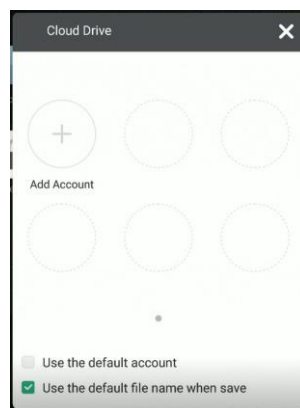 Cloud Drive
Add Account
Use the default account
Use the default file name when save